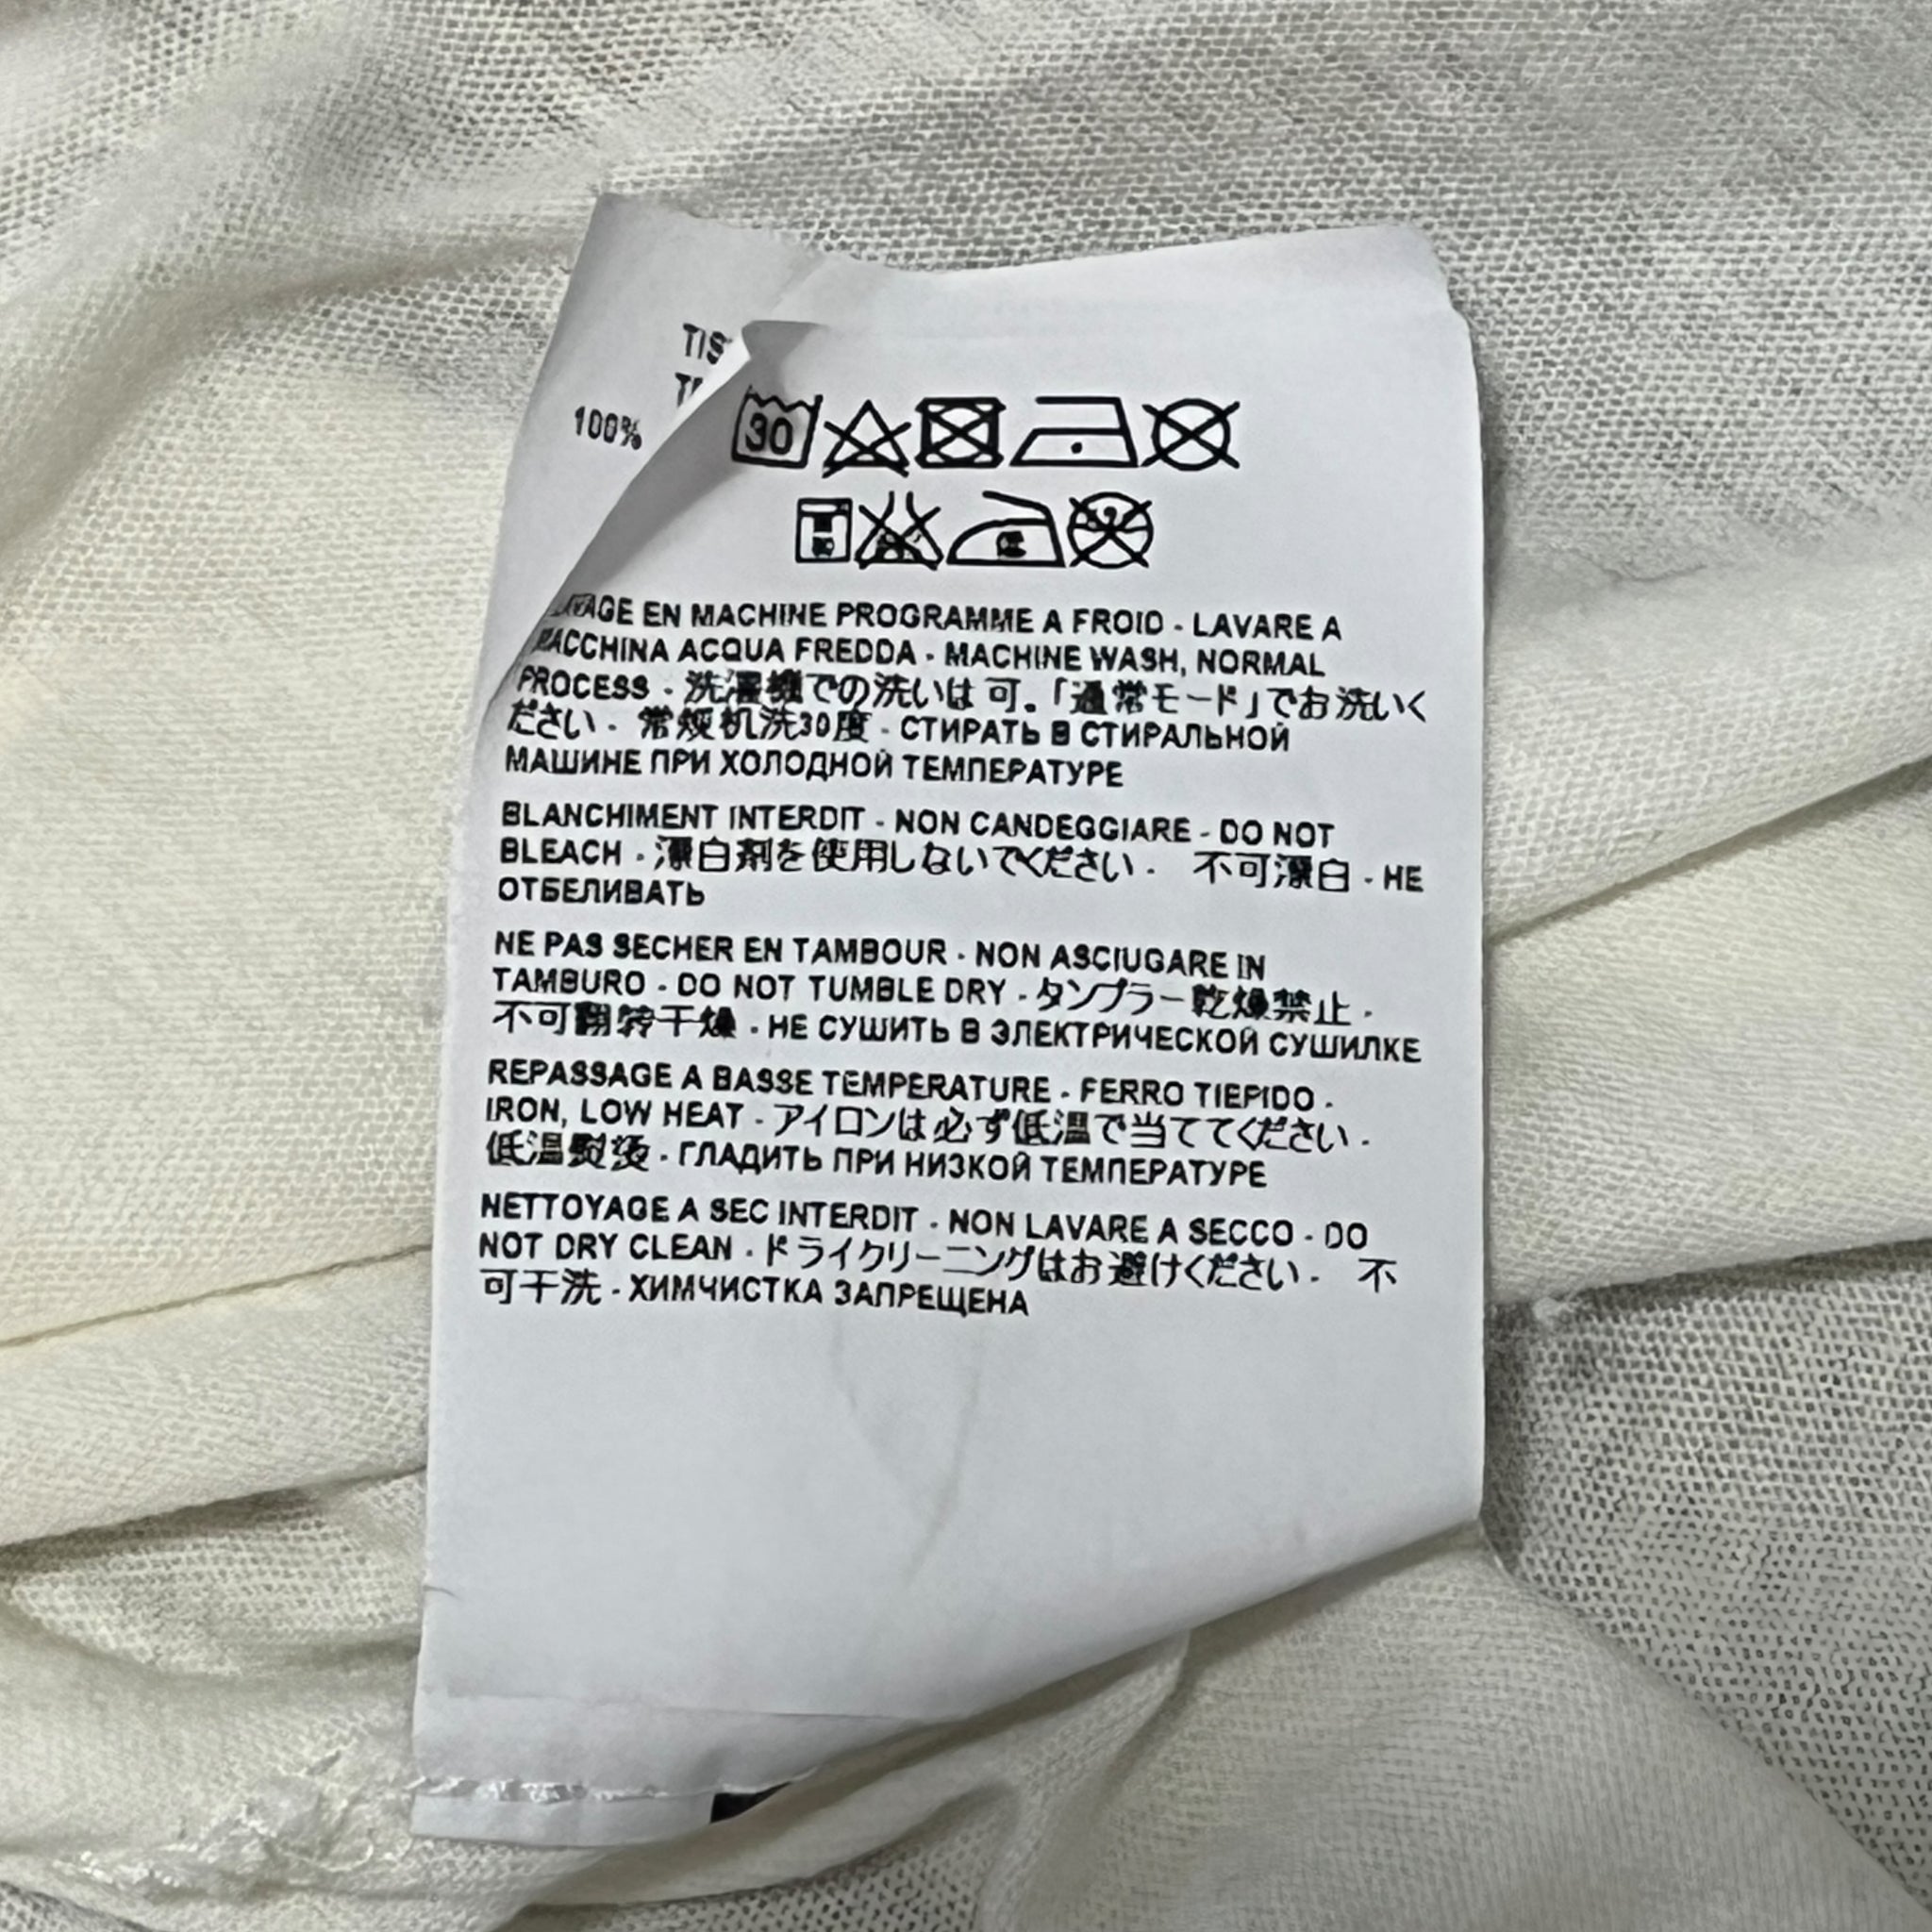 100%
30
EN MACHINE PROGRAMME A FROID - LAVARE A
MACCHINA ACQUA FREDDA - MACHINE WASH, NORMAL
PROCESS - 洗濯機での洗いは可。「通常モード」でお洗いく
ださい - 常规机洗30度 - СТИРАТЬ В СТИРАЛЬНОЙ
МАШИНЕ ПРИ ХОЛОДНОЙ ТЕМПЕРАТУРЕ
BLANCHIMENT INTERDIT - NON CANDEGGIARE - DO NOT
BLEACH - 漂白剤を使用しないでください - 不可漂白 - НЕ
ОТБЕЛИВАТЬ
NE PAS SECHER EN TAMBOUR - NON ASCIUGARE IN
TAMBURO - DO NOT TUMBLE DRY - タンブラー乾燥禁止 -
不可翻转干燥 - НЕ СУШИТЬ В ЭЛЕКТРИЧЕСКОЙ СУШИЛКЕ
REPASSAGE A BASSE TEMPERATURE - FERRO TIEPIDO -
IRON, LOW HEAT - アイロンは必ず低温で当ててください -
低温熨烫 - ГЛАДИТЬ ПРИ НИЗКОЙ ТЕМПЕРАТУРЕ
NETTOYAGE A SEC INTERDIT - NON LAVARE A SECCO - DO
NOT DRY CLEAN - ドライクリーニングはお避けください - 不
可干洗 - ХИМЧИСТКА ЗАПРЕЩЕНА